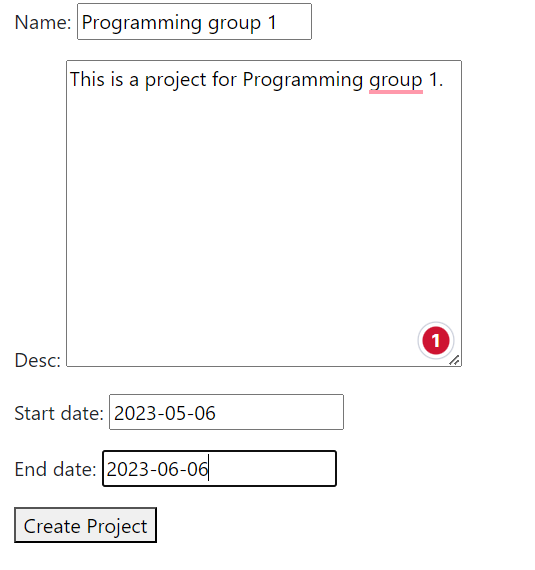 Name: Programming group 1
This is a project for Programming group 1.
1
Desc:
Start date: 2023-05-06
End date: 2023-06-06
Create Project